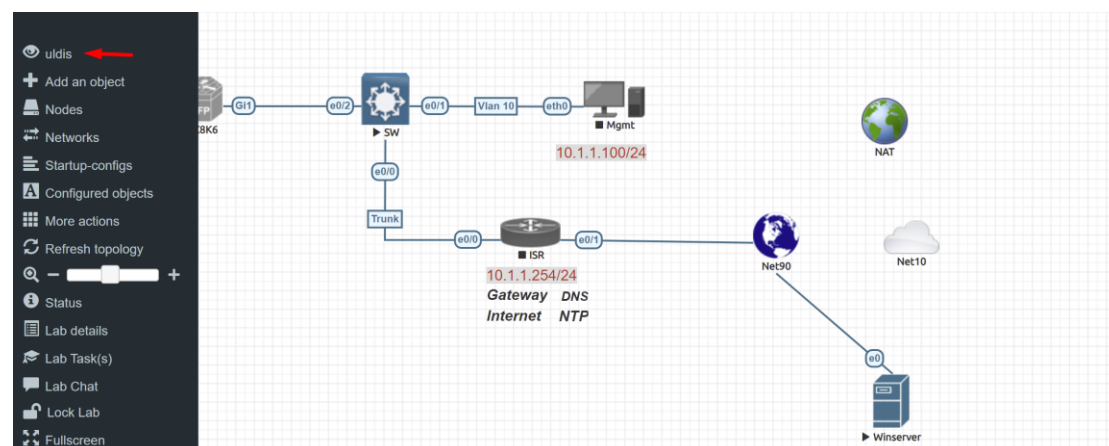 uldis
Add an object
Nodes
Networks
Startup-configs
Configured objects
More actions
Refresh topology
Status
Lab details
Lab Task(s)
Lab Chat
Lock Lab
Fullscreen
FP
Gi1
e0/2
e0/1
Vlan 10
eth0
C8K6
SW
Mgmt
10.1.1.100/24
NAT
e0/0
Trunk
e0/0
e0/1
ISR
Net90
Net10
10.1.1.254/24
Gateway DNS
Internet NTP
e0
Winserver